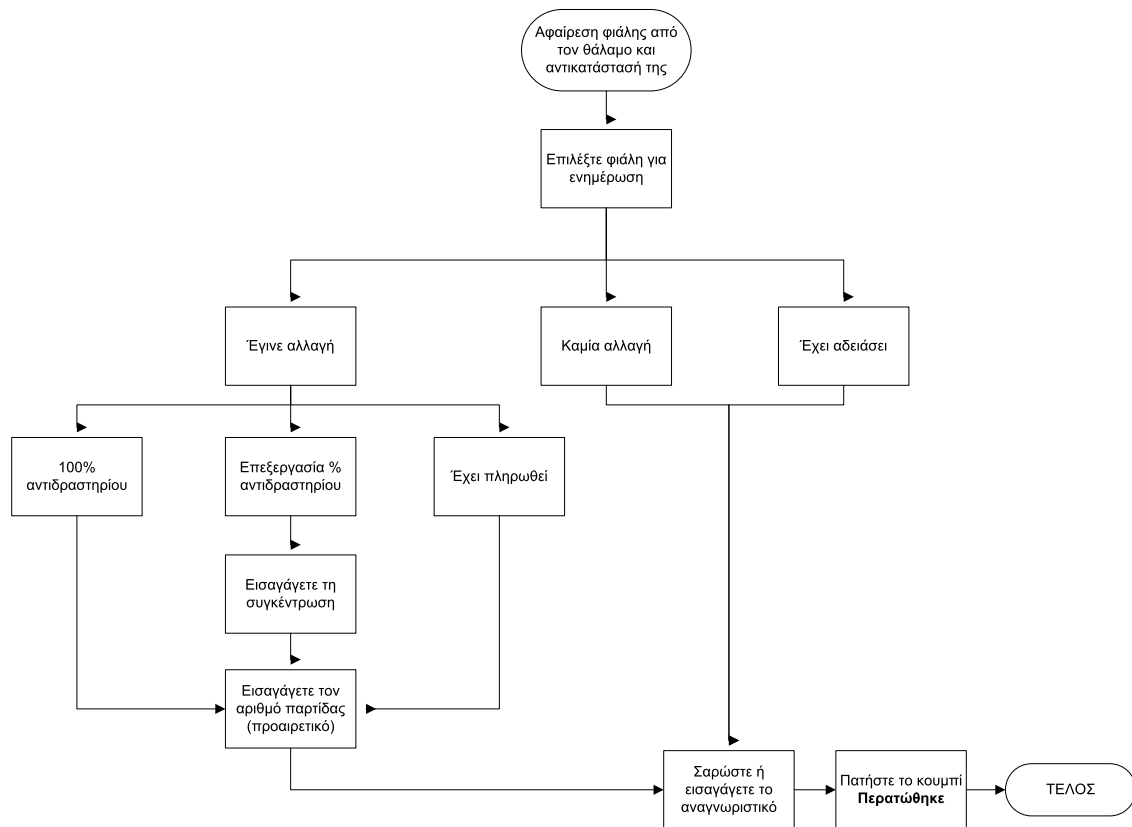 Αφαίρεση φιάλης από
τον θάλαμο και
αντικατάστασή της
Επιλέξτε φιάλη για
ενημέρωση
Έγινε αλλαγή
Καμία αλλαγή
Έχει αδειάσει
100%
αντιδραστηρίου
Επεξεργασία %
αντιδραστηρίου
Έχει πληρωθεί
Εισαγάγετε τη
συγκέντρωση
Εισαγάγετε τον
αριθμό παρτίδας
(προαιρετικό)
Σαρώστε ή
εισαγάγετε το
αναγνωριστικό
Πατήστε το κουμπί
Περατώθηκε
ΤΕΛΟΣ